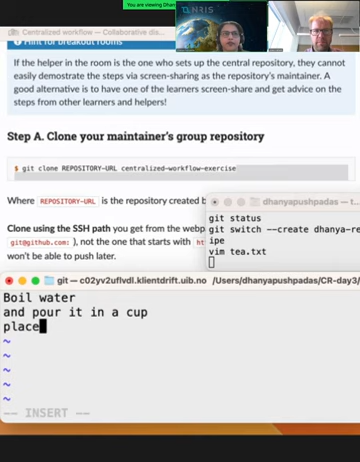 You are viewing Dhan
NRIS
Centralized workflow — Collaborative dis...
Hint for breakout rooms
If the helper in the room is the one who sets up the central repository, they cannot
easily demostrate the steps via screen-sharing as the repository's maintainer. A
good alternative is to have one of the learners screen-share and get advice on the
steps from other learners and helpers!
Step A. Clone your maintainer's group repository
$ git clone REPOSITORY-URL centralized-workflow-exercise
Where REPOSITORY-URL is the repository created b
Clone using the SSH path you get from the webp
git@github.com: ), not the one that starts with ht
won't be able to push later.
dhanyapushpadas — t...
git status
git switch --create dhanya-re
ipe
vim tea.txt
git — c02yv2uflvdl.klientdrift.uib.no /Users/dhanyapushpadas/CR-day3/
Boil water
and pour it in a cup
place
~
~
~
~
~
-- INSERT --